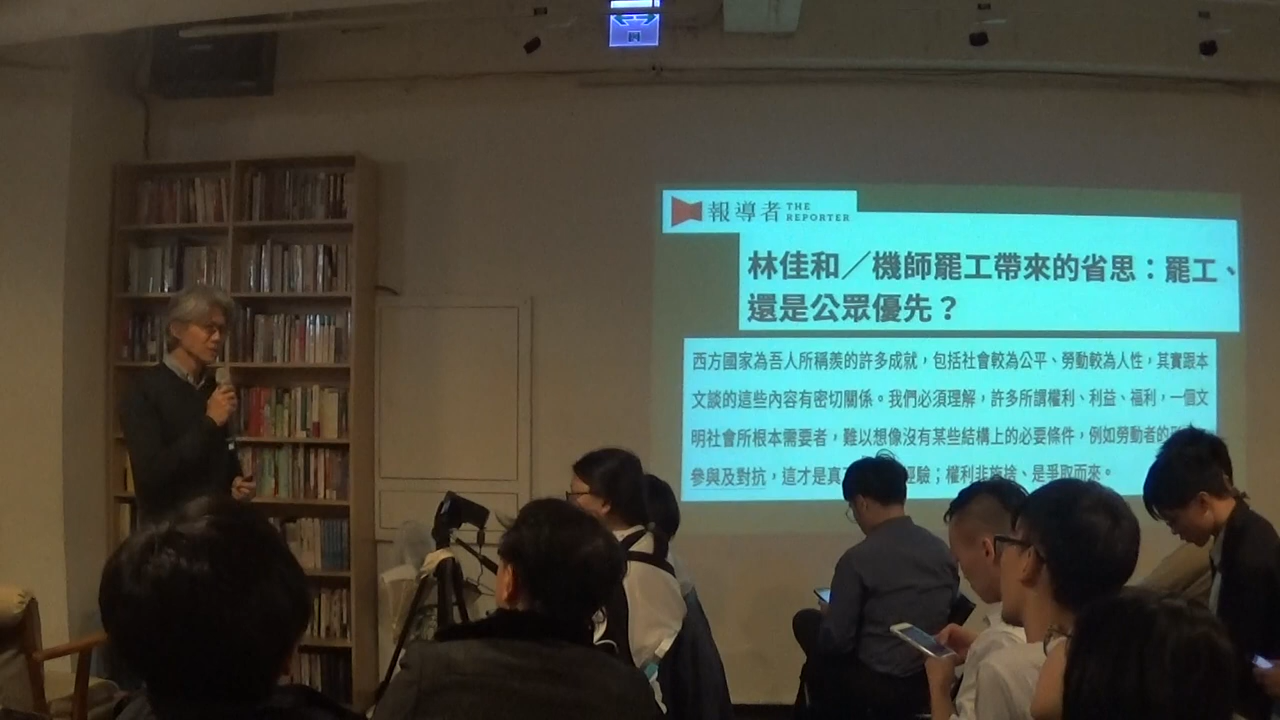 報導者 THE REPORTER
林佳和／機師罷工帶來的省思：罷工、
還是公眾優先？
西方國家為吾人所稱羨的許多成就，包括社會較為公平、勞動較為人性，其實跟本
文談的這些內容有密切關係。我們必須理解，許多所謂權利、利益、福利，一個文
明社會所根本需要者，難以想像沒有某些結構上的必要條件，例如勞動者的
參與及對抗，這才是真 經驗；權利非施捨、是爭取而來。